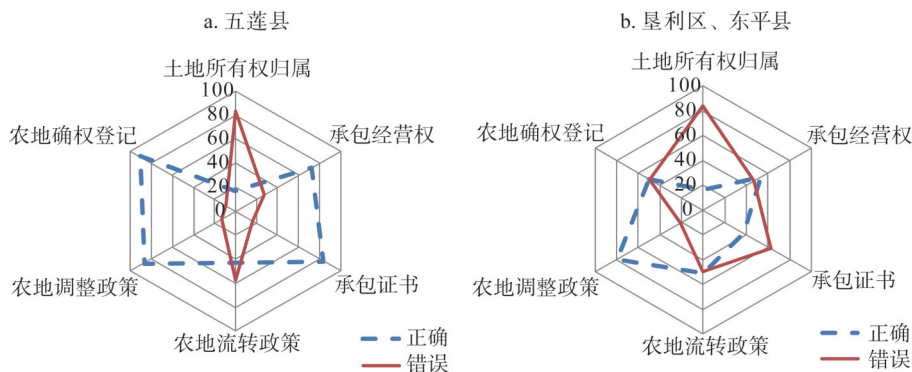 a. 五莲县
土地所有权归属
100
80
60
40
20
0
承包经营权
承包证书
农地流转政策
农地调整政策
农地确权登记
正确
错误
b. 垦利区、东平县
土地所有权归属
100
80
60
40
20
0
承包经营权
承包证书
农地流转政策
农地调整政策
农地确权登记
正确
错误